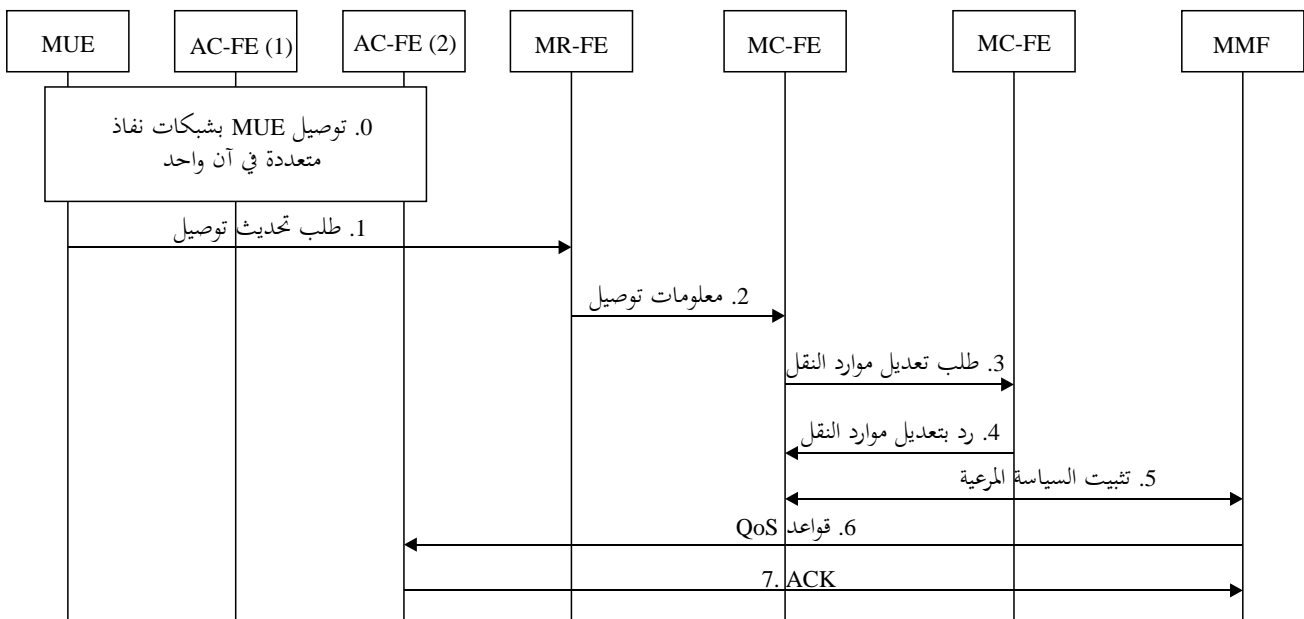 MUE
AC-FE (1)
AC-FE (2)
MR-FE
MC-FE
MC-FE
MMF
0. توصيل MUE بشبكات نفاذ
متعددة في آن واحد
1. طلب تحديث توصيل
2. معلومات توصيل
3. طلب تعديل موارد النقل
4. رد بتعديل موارد النقل
5. تثبيت السياسة المرعية
6. قواعد QoS
7. ACK